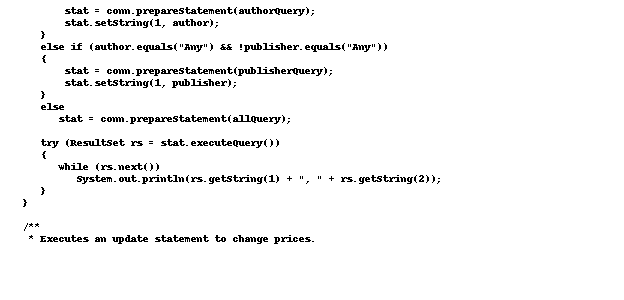 stat = conn.prepareStatement(authorQuery);
stat.setString(1, author);
}
else if (author.equals("Any") && !publisher.equals("Any"))
{
stat = conn.prepareStatement(publisherQuery);
stat.setString(1, publisher);
}
else
stat = conn.prepareStatement(allQuery);
try (ResultSet rs = stat.executeQuery())
{
while (rs.next())
System.out.println(rs.getString(1) + ", " + rs.getString(2));
}
}
/**
* Executes an update statement to change prices.